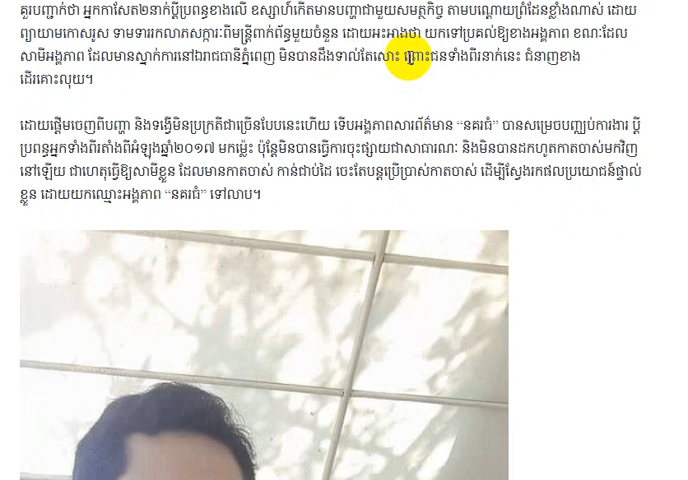 គួរបញ្ជាក់ថា អ្នកកាសែត២នាក់ប្តីប្រពន្ធខាងលើ ឧស្សាហ៍កើតមានបញ្ហាជាមួយសមត្ថកិច្ច តាមបណ្តោយព្រំដែនខ្លាំងណាស់ ដោយ
ព្យាយាមកោសរូស ទាមទាររកលាភសក្ការៈពីមន្ត្រីពាក់ព័ន្ធមួយចំនួន ដោយអះអាងថា យកទៅប្រគល់ឱ្យខាងអង្គភាព ខណៈដែល
សាមីអង្គភាព ដែលមានស្នាក់ការនៅឯរាជធានីភ្នំពេញ មិនបានដឹងទាល់តែសោះ ព្រោះជនទាំងពីរនាក់នេះ ជំនាញខាង
ដើរគោះលុយ។
ដោយផ្តើមចេញពីបញ្ហា និងទង្វើមិនប្រក្រតីជាច្រើនបែបនេះហើយ ទើបអង្គភាពសារព័ត៌មាន “នគរធំ” បានសម្រេចបញ្ឈប់ការងារ ប្តី
ប្រពន្ធអ្នកទាំងពីរតាំងពីអំឡុងឆ្នាំ២០១៧ មកម្ល៉េះ ប៉ុន្តែមិនបានធ្វើការចុះផ្សាយជាសាធារណៈ និងមិនបានដកហូតកាតចាស់មកវិញ
នៅឡើយ ជាហេតុធ្វើឱ្យសាមីខ្លួន ដែលមានកាតចាស់ កាន់ជាប់ដៃ ចេះតែបន្តប្រើប្រាស់កាតចាស់ ដើម្បីស្វែងរកផលប្រយោជន៍ផ្ទាល់
ខ្លួន ដោយយកឈ្មោះអង្គភាព “នគរធំ” ទៅលាប។